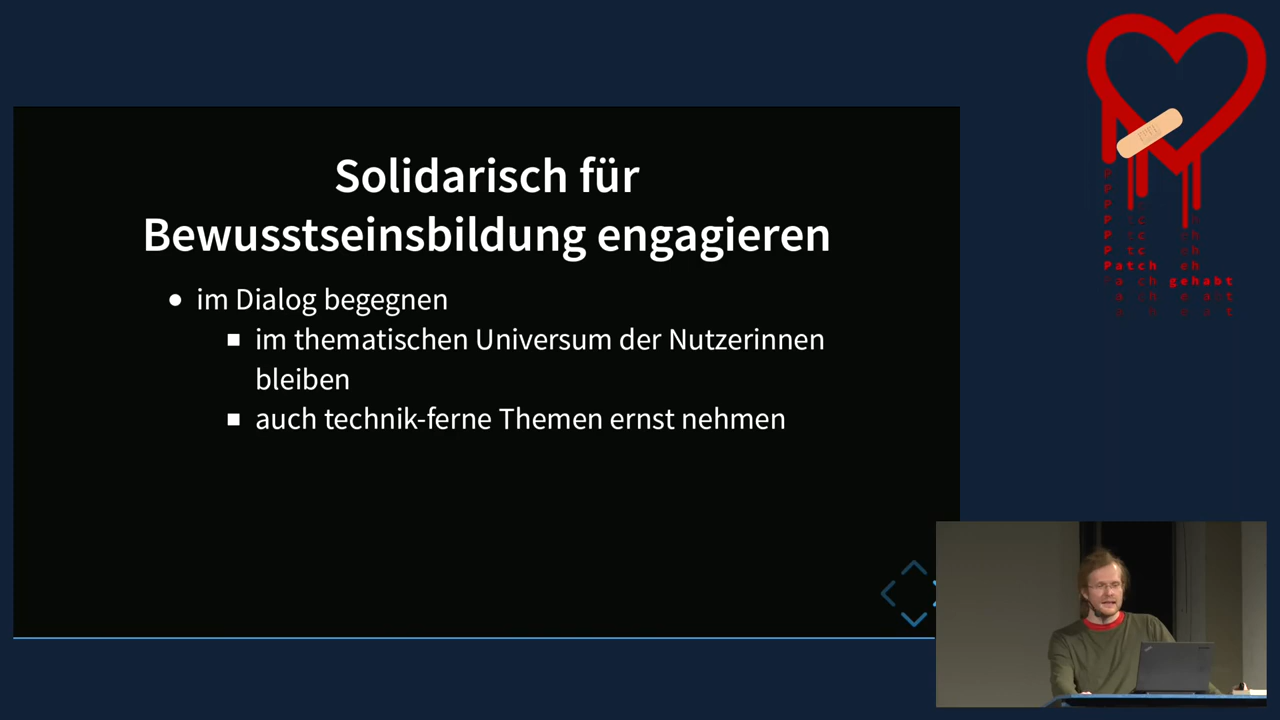 Solidarisch für
Bewusstseinsbildung engagieren
im Dialog begegnen
im thematischen Universum der Nutzerinnen
bleiben
auch technik-ferne Themen ernst nehmen
Patch
gehabt